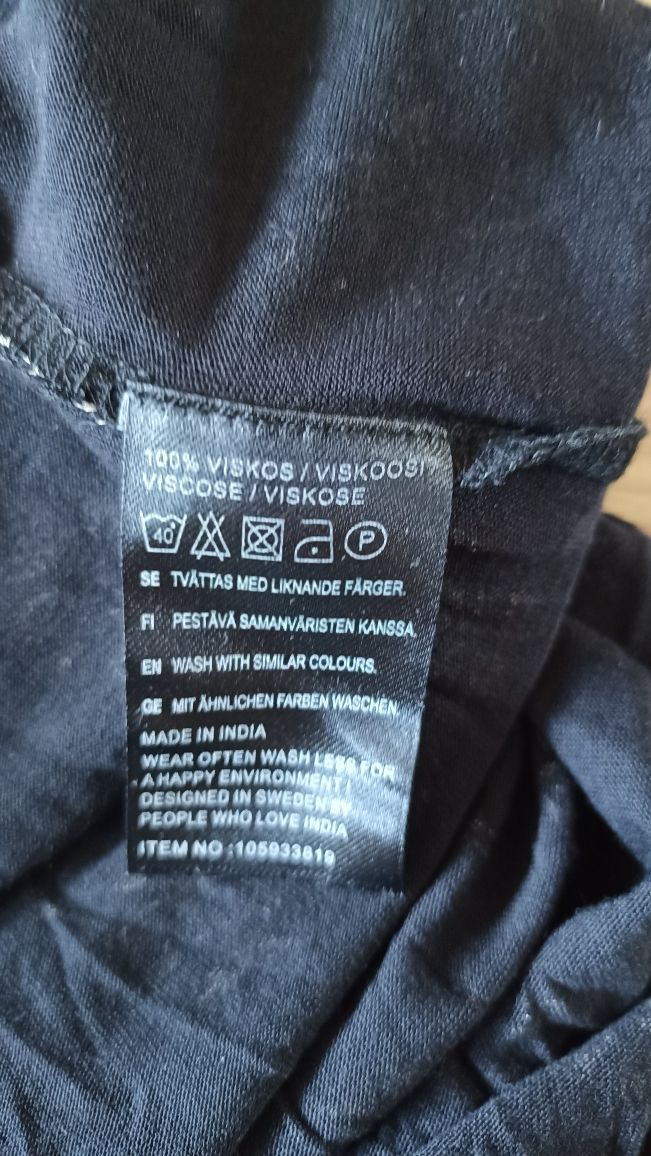 100% VISKOS / VISKOOSI
VISCOSE / VISKOSE
40 P
SE TVÄTTAS MED LIKNANDE FÄRGER.
FI PESTÄVÄ SAMANVÄRISTEN KANSSA.
EN WASH WITH SIMILAR COLOURS.
GE MIT ÄHNLICHEN FARBEN WASCHEN.
MADE IN INDIA
WEAR OFTEN WASH LESS FOR
A HAPPY ENVIRONMENT !
DESIGNED IN SWEDEN BY
PEOPLE WHO LOVE INDIA
ITEM NO :105933819